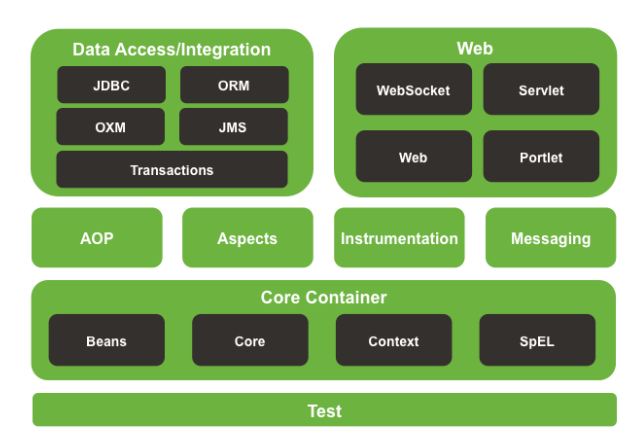 Data Access/Integration
JDBC ORM
OXM JMS
Transactions
Web
WebSocket Servlet
Web Portlet
AOP Aspects Instrumentation Messaging
Core Container
Beans Core Context SpEL
Test